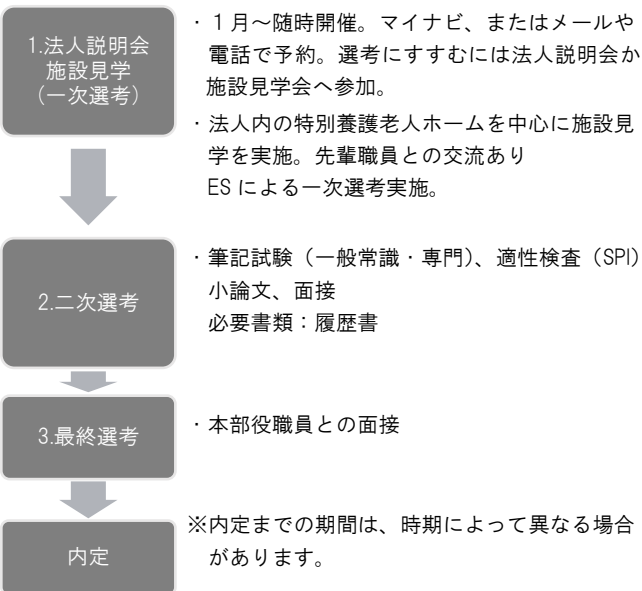 1.法人説明会
施設見学
(一次選考)
・１月～随時開催。マイナビ、またはメールや
電話で予約。選考にすすむには法人説明会か
施設見学会へ参加。
・法人内の特別養護老人ホームを中心に施設見
学を実施。先輩職員との交流あり
ES による一次選考実施。
2.二次選考
・筆記試験（一般常識・専門）、適性検査（SPI）
小論文、面接
必要書類：履歴書
3.最終選考
・本部役職員との面接
内定
※内定までの期間は、時期によって異なる場合
があります。